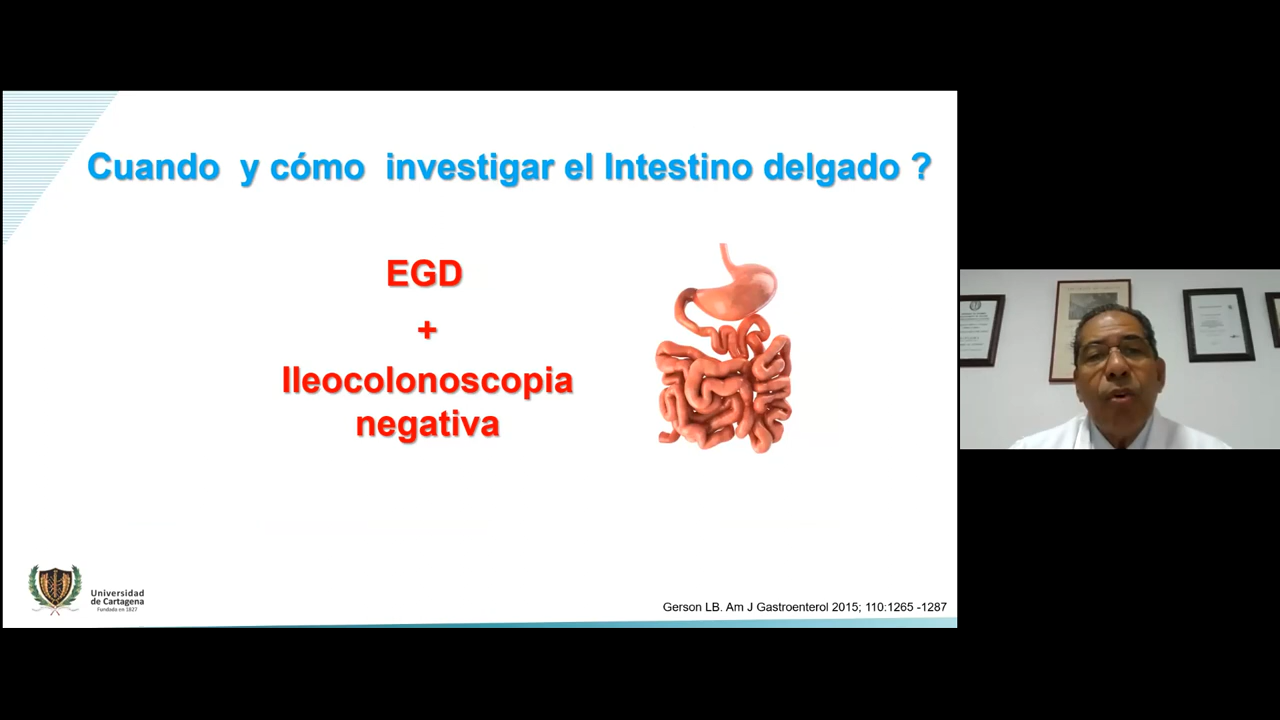 Cuando y cómo investigar el Intestino delgado ?
EGD
+
Ileocolonoscopia
negativa
Universidad
de Cartagena
Fundada en 1827
Gerson LB. Am J Gastroenterol 2015; 110:1265 -1287